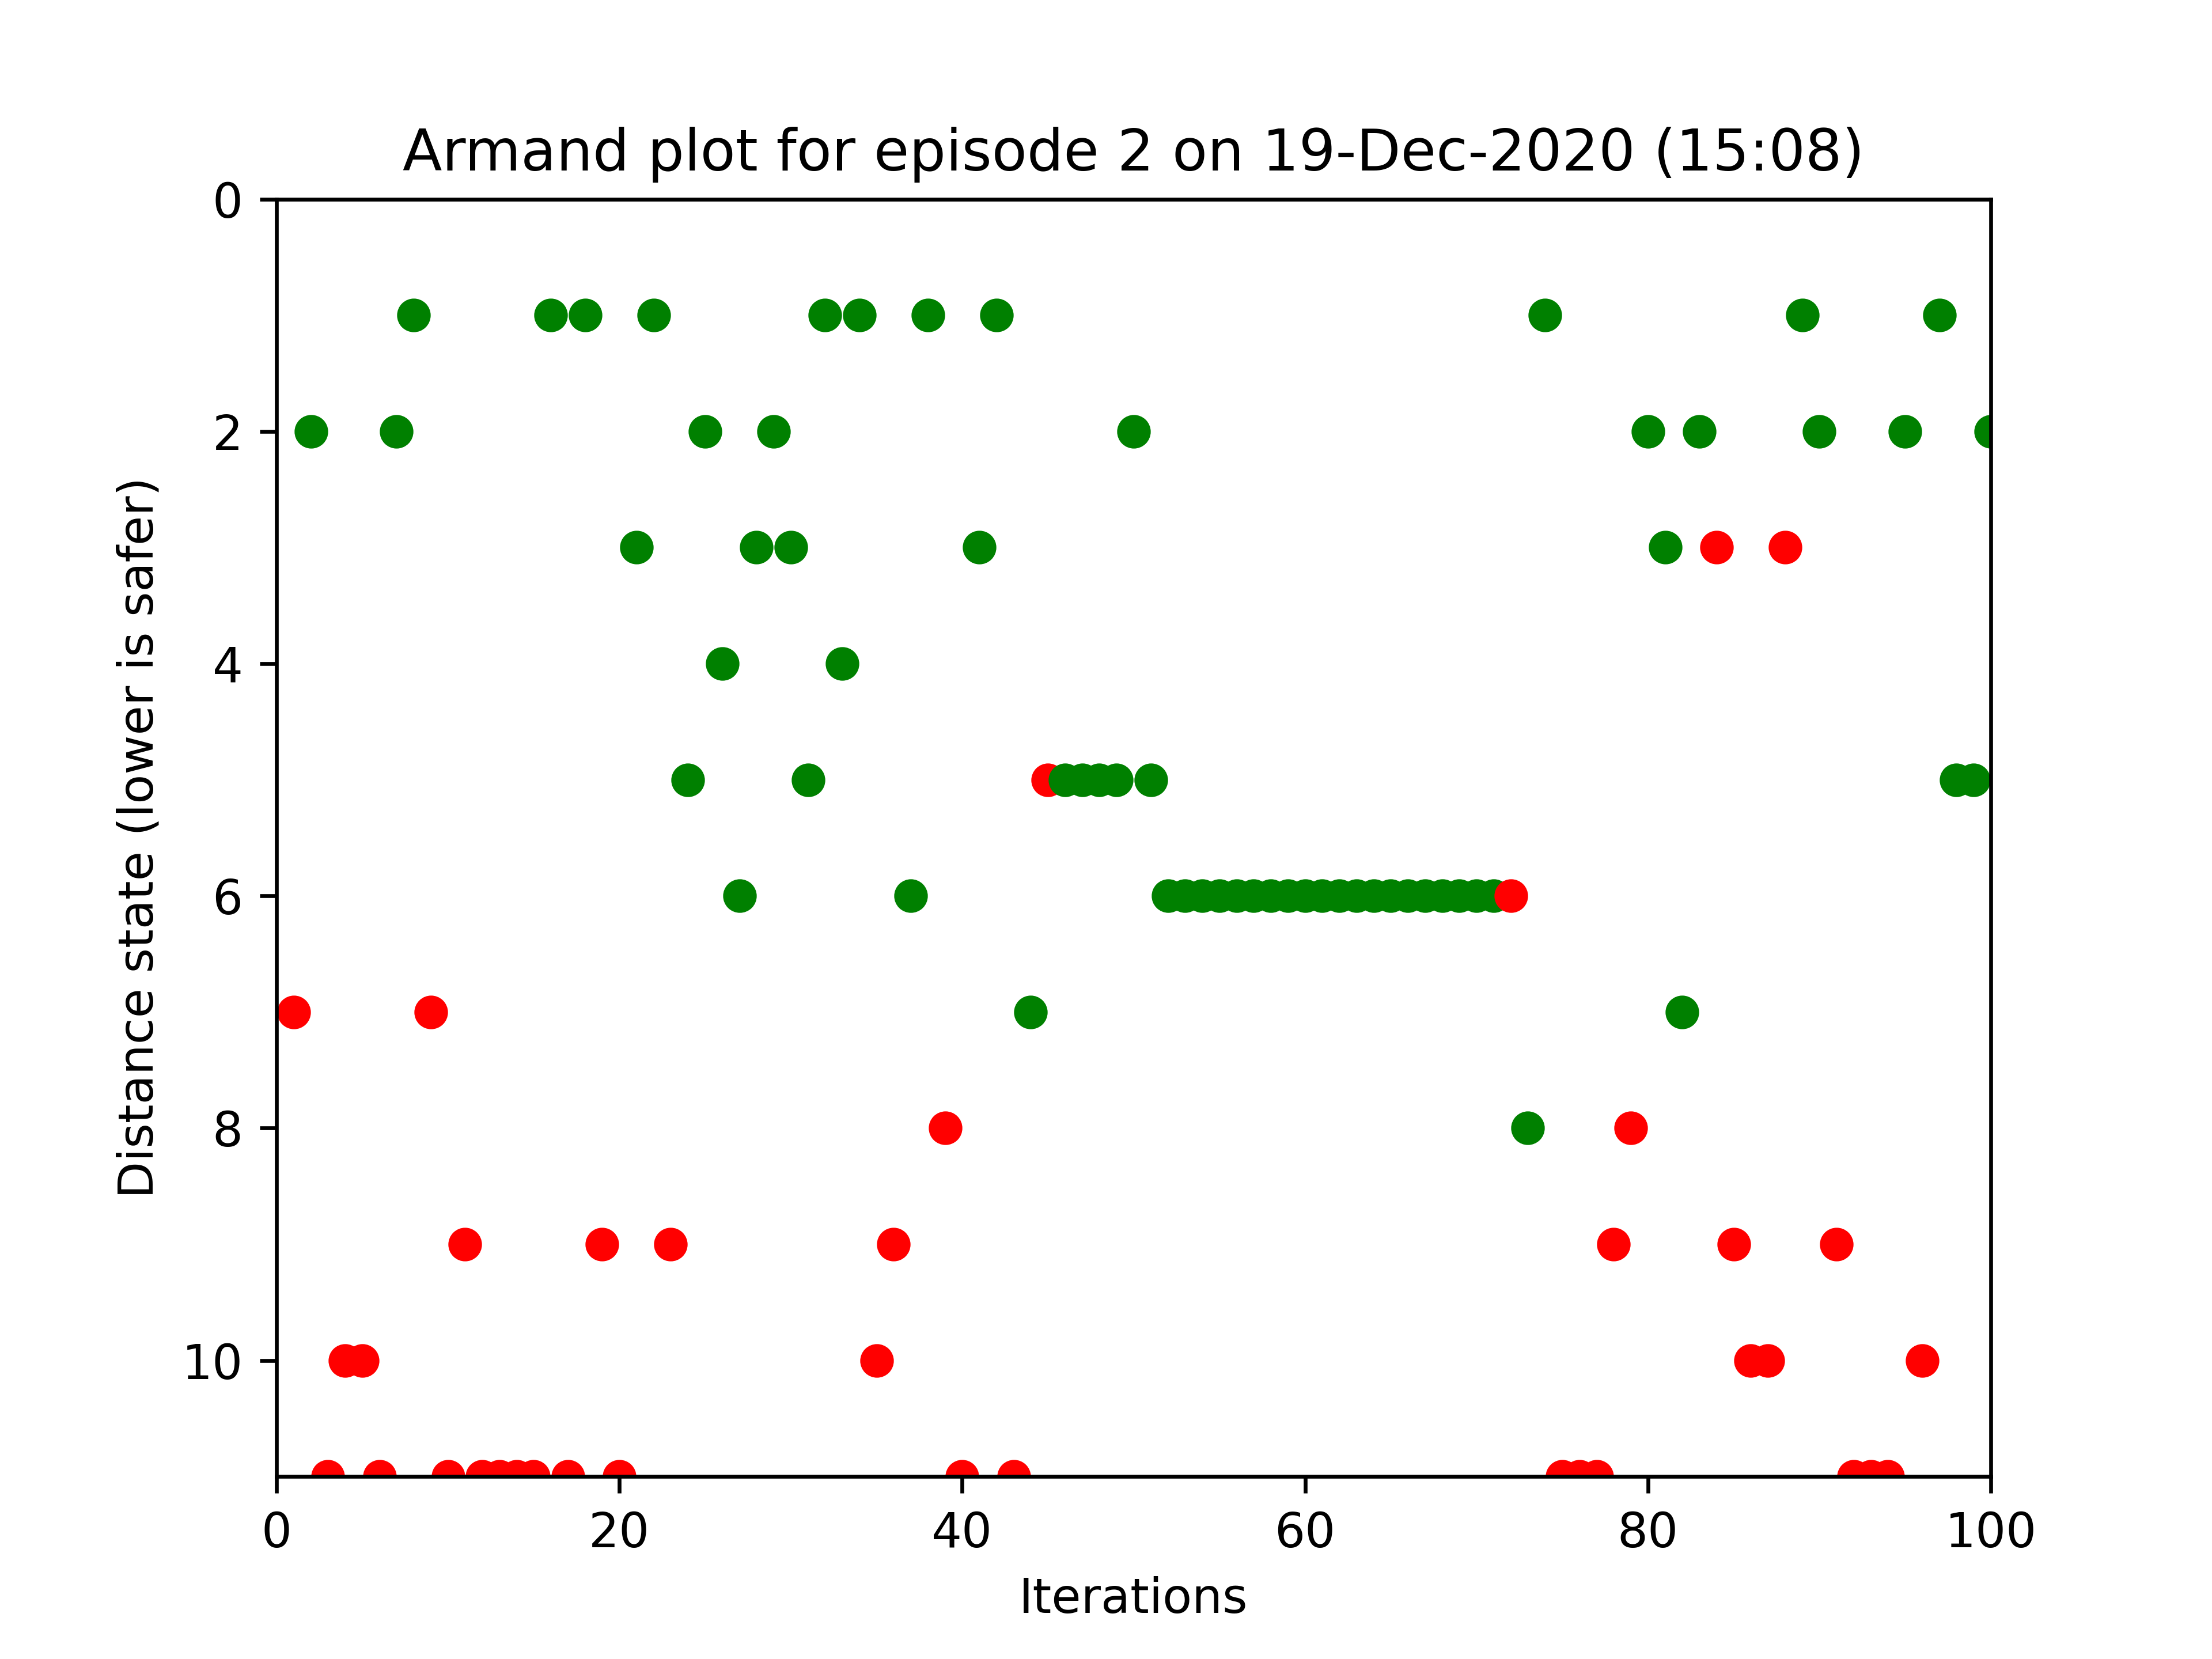 Armand plot for episode 2 on 19-Dec-2020 (15:08)
0
2
4
6
8
10
Distance state (lower is safer)
0 20 40 60 80 100
Iterations